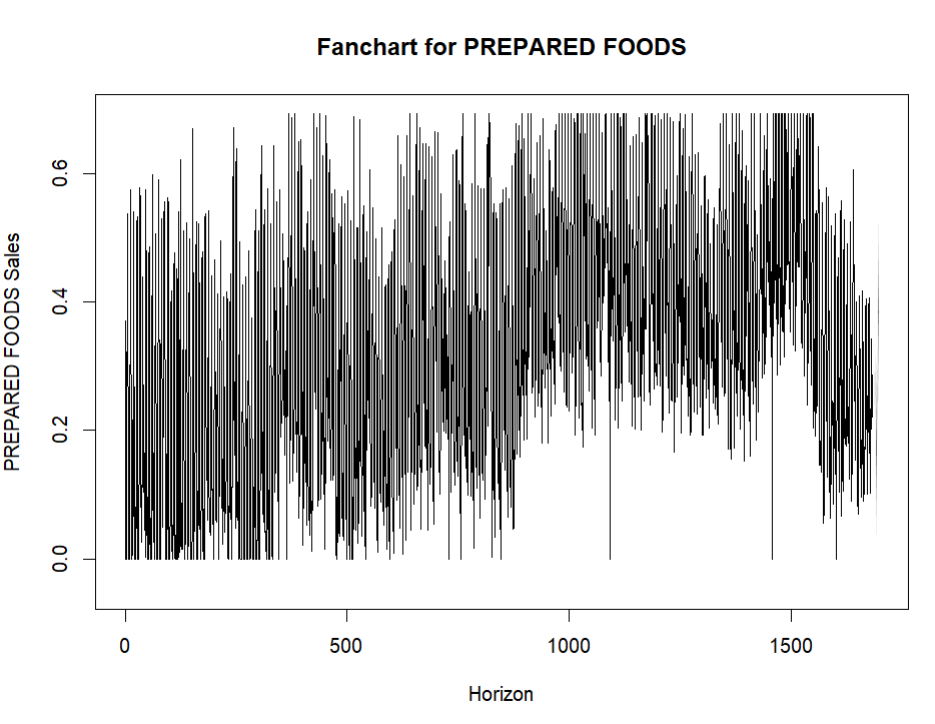 Fanchart for PREPARED FOODS
PREPARED FOODS Sales
0.6
0.4
0.2
0.0
0 500 1000 1500
Horizon